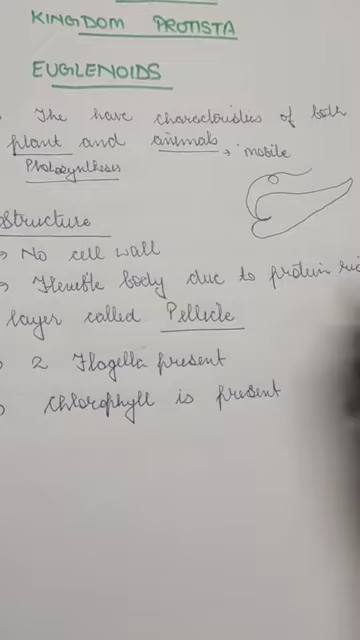 KINGDOM PROTISTA
EUGLENOIDS
The have characteristics of both
plant and animals → mobile
Photosynthesis
Structure
→ No cell wall
→ Flexible body due to protein ric
layer called Pellicle
2 Flagella present
chlorophyll is present